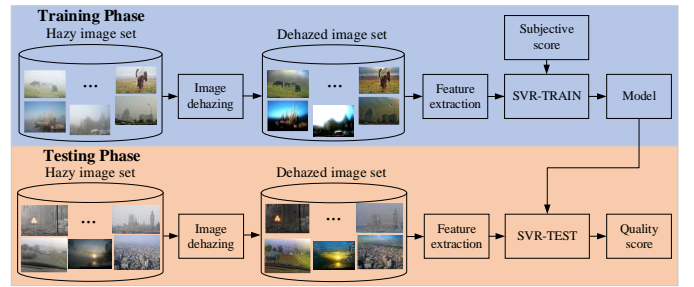 Training Phase
Hazy image set
Dehazed image set
Subjective
score
...
...
Image
dehazing
Feature
extraction
SVR-TRAIN
Model
Testing Phase
Hazy image set
Dehazed image set
...
...
Image
dehazing
Feature
extraction
SVR-TEST
Quality
score